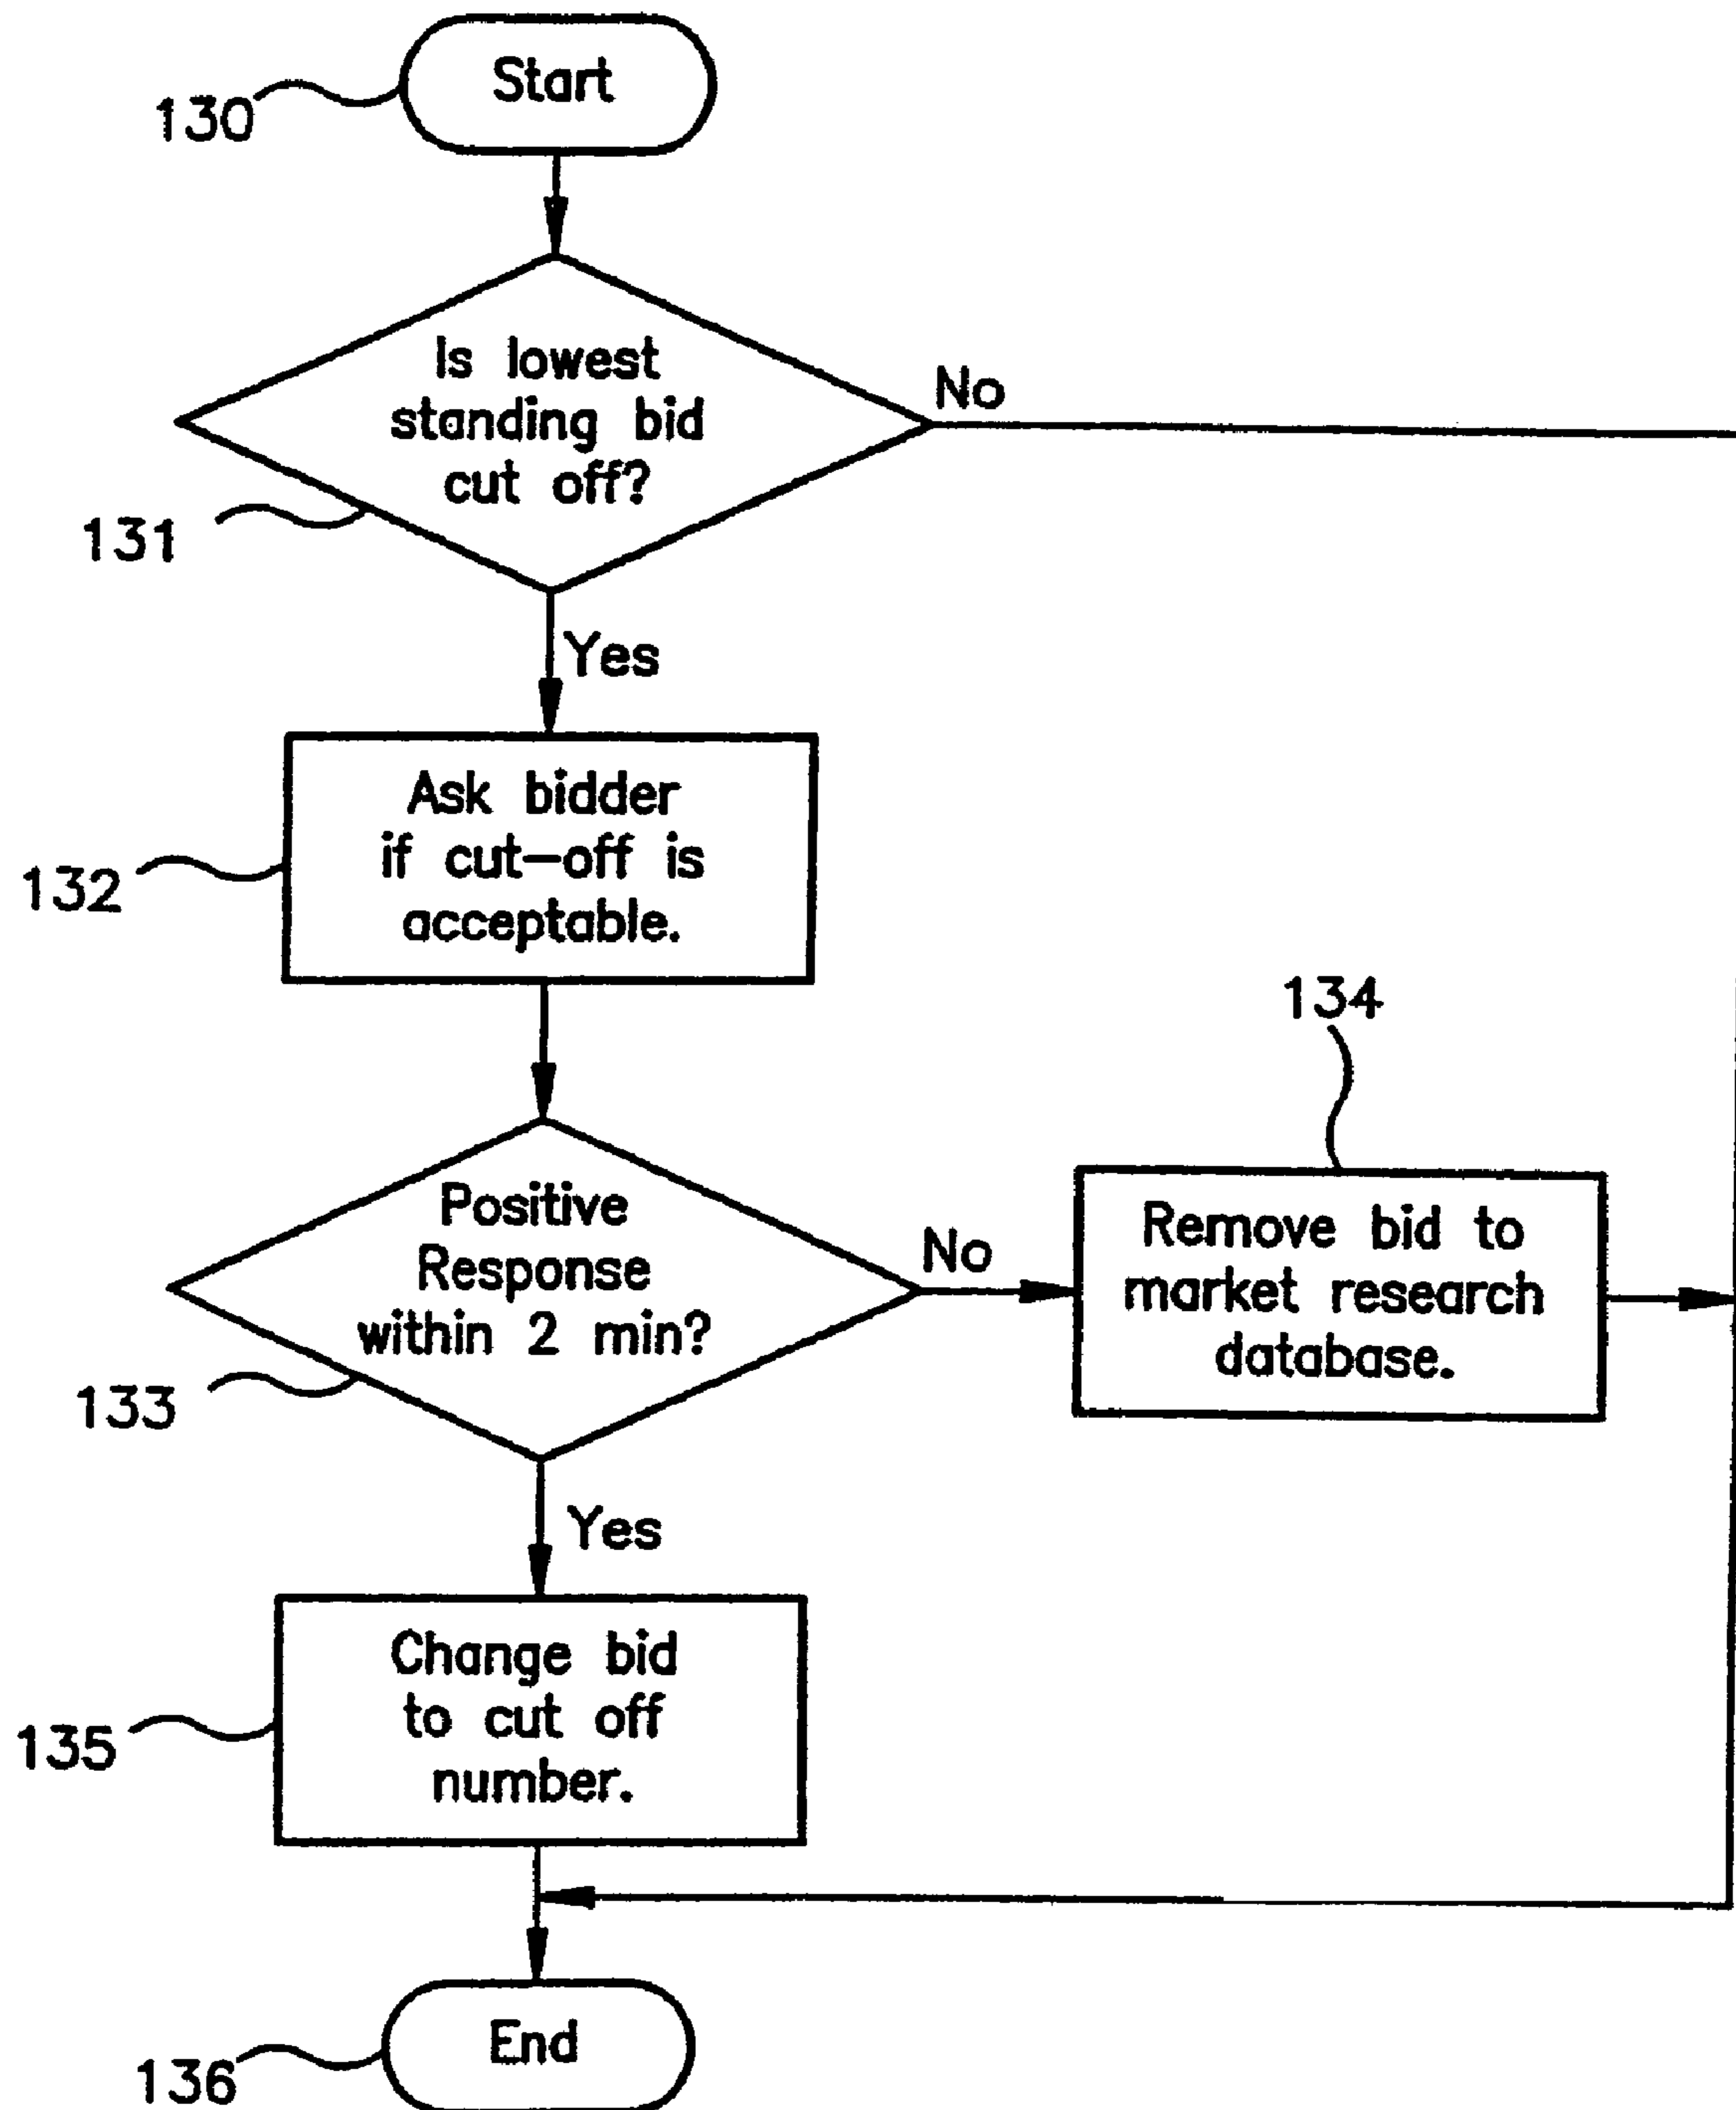 Start
130
Is lowest
standing bid
cut off?
No
131
Yes
Ask bidder
if cut-off is
acceptable.
132
134
Positive
Response
within 2 min?
No
Remove bid to
market research
database.
133
Yes
Change bid
to cut off
number.
135
End
136